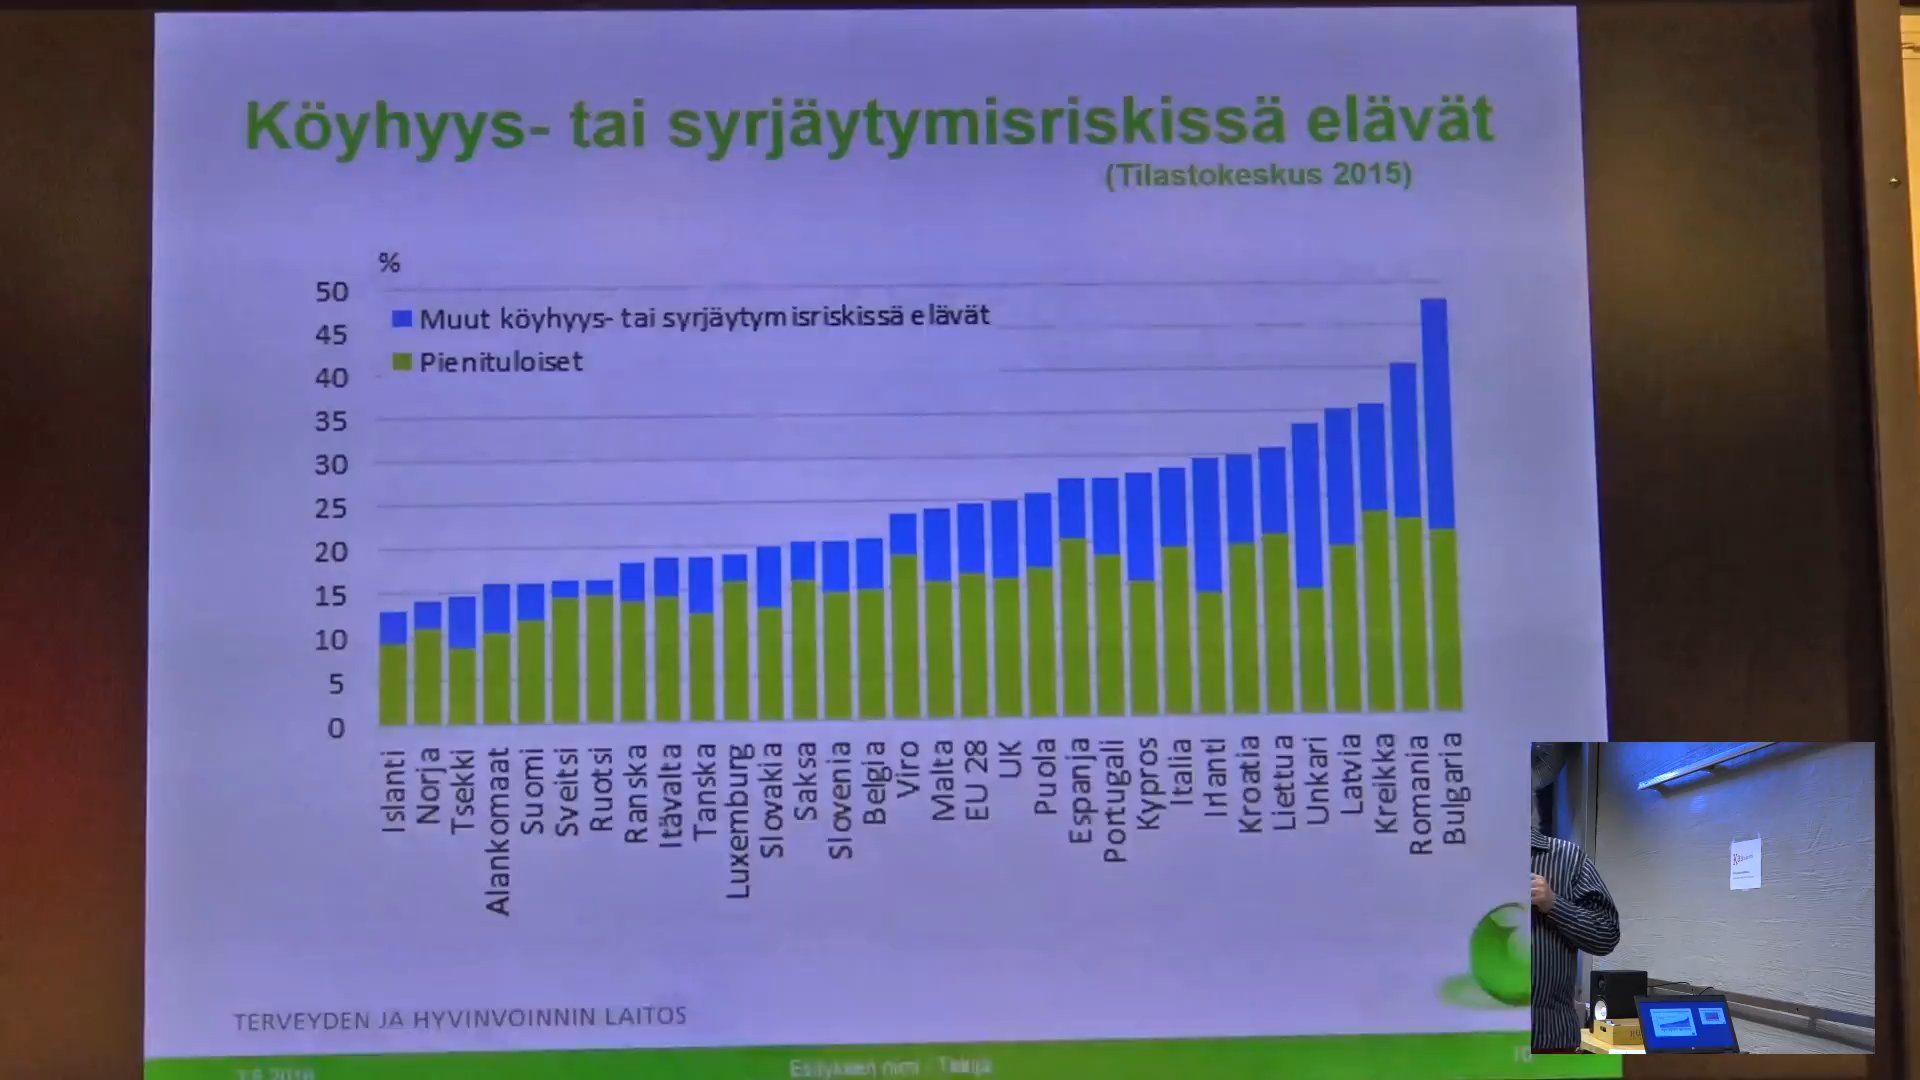 Köyhyys- tai syrjäytymisriskissä elävät
(Tilastokeskus 2015)
%
50
45
40
35
30
25
20
15
10
5
0
Muut köyhyys- tai syrjäytymisriskissä elävät
Pienituloiset
Islanti
Norja
Tsekki
Alankomaat
Suomi
Sveitsi
Ruotsi
Ranska
Itävalta
Tanska
Luxemburg
Slovakia
Saksa
Slovenia
Belgia
Viro
Malta
EU 28
UK
Puola
Espanja
Portugali
Kypros
Italia
Irlanti
Kroatia
Liettua
Unkari
Latvia
Kreikka
Romania
Bulgaria
TERVEYDEN JA HYVINVOINNIN LAITOS
Esityksen nimi / Tekijä
10